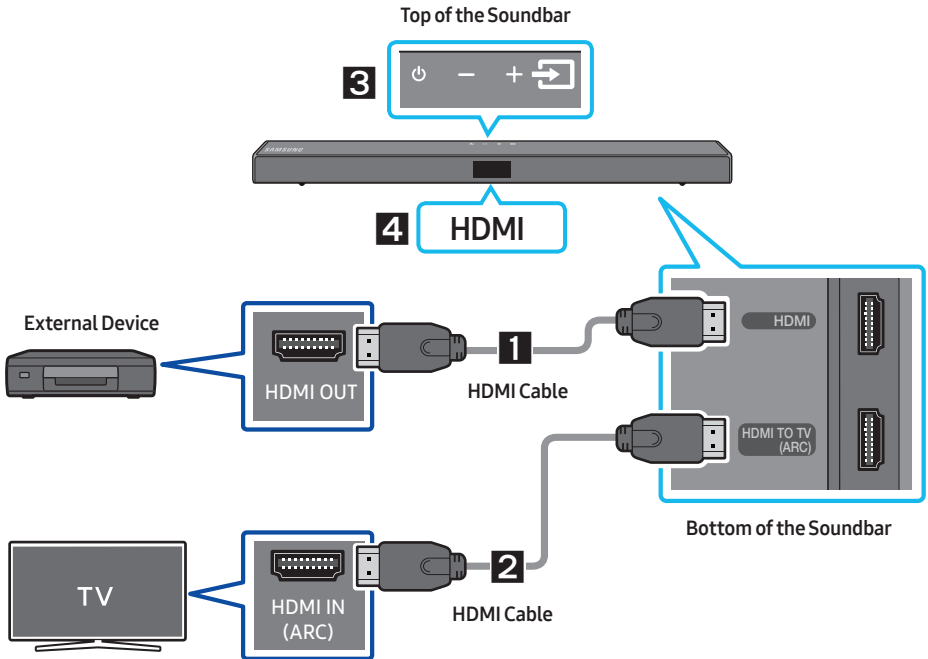 Top of the Soundbar
3
SAMSUNG
4
HDMI
External Device
HDMI OUT
1
HDMI Cable
HDMI
HDMI TO TV
(ARC)
Bottom of the Soundbar
TV
HDMI IN
(ARC)
2
HDMI Cable